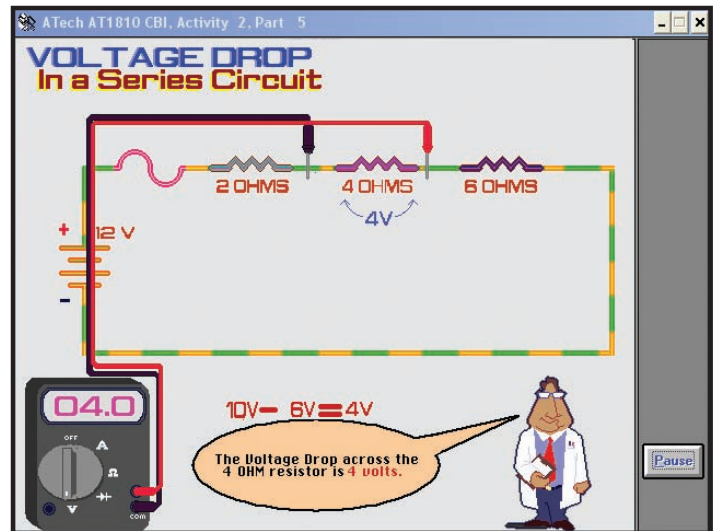 ATech AT1810 CBI, Activity 2, Part 5
VOLTAGE DROP
In a Series Circuit
2 OHMS
4 OHMS
6 OHMS
4V
+
12 V
-
04.0
OFF
A
Ω
V
COM
10V- 6V=4V
The Voltage Drop across the
4 OHM resistor is 4 volts.
Pause